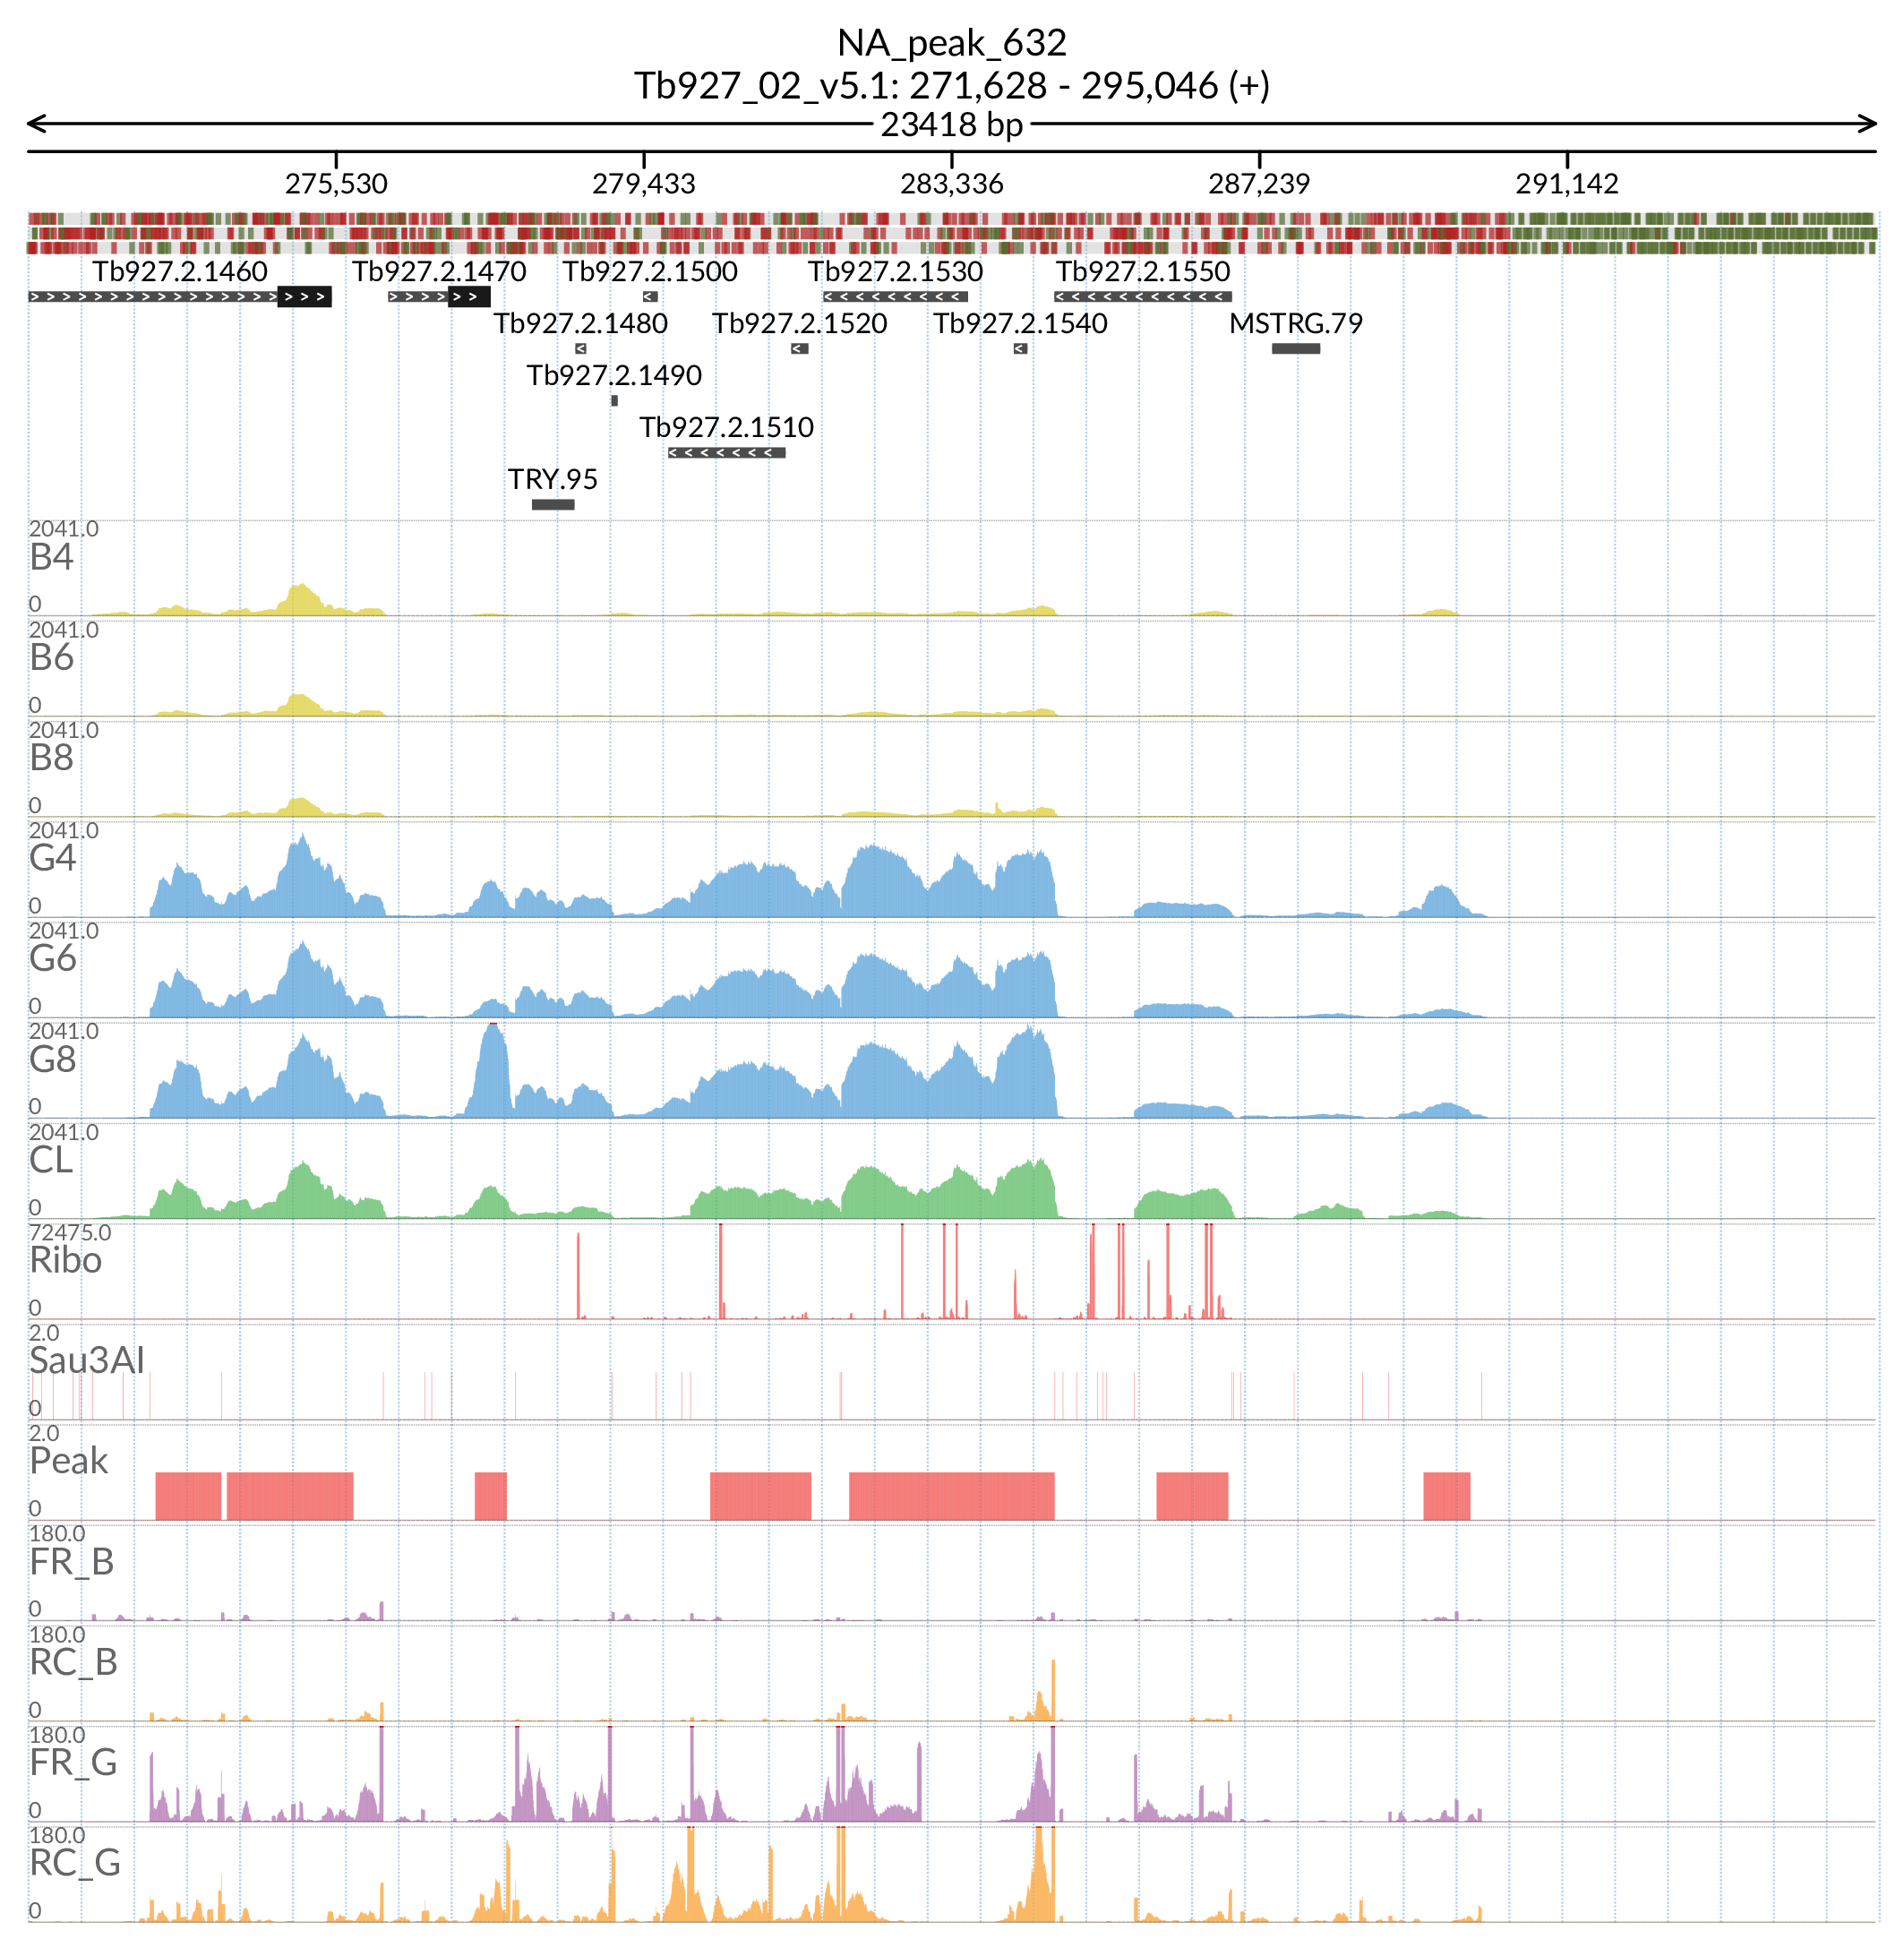 NA_peak_632
Tb927_02_v5.1: 271,628 - 295,046 (+)
23418 bp
275,530 279,433 283,336 287,239 291,142
Tb927.2.1460 Tb927.2.1470 Tb927.2.1500 Tb927.2.1530 Tb927.2.1550
Tb927.2.1480 Tb927.2.1520 Tb927.2.1540 MSTRG.79
Tb927.2.1490
Tb927.2.1510
TRY.95
2041.0
B4
0
2041.0
B6
0
2041.0
B8
0
2041.0
G4
0
2041.0
G6
0
2041.0
G8
0
2041.0
CL
0
72475.0
Ribo
0
2.0
Sau3AI
0
2.0
Peak
0
180.0
FR_B
0
180.0
RC_B
0
180.0
FR_G
0
180.0
RC_G
0